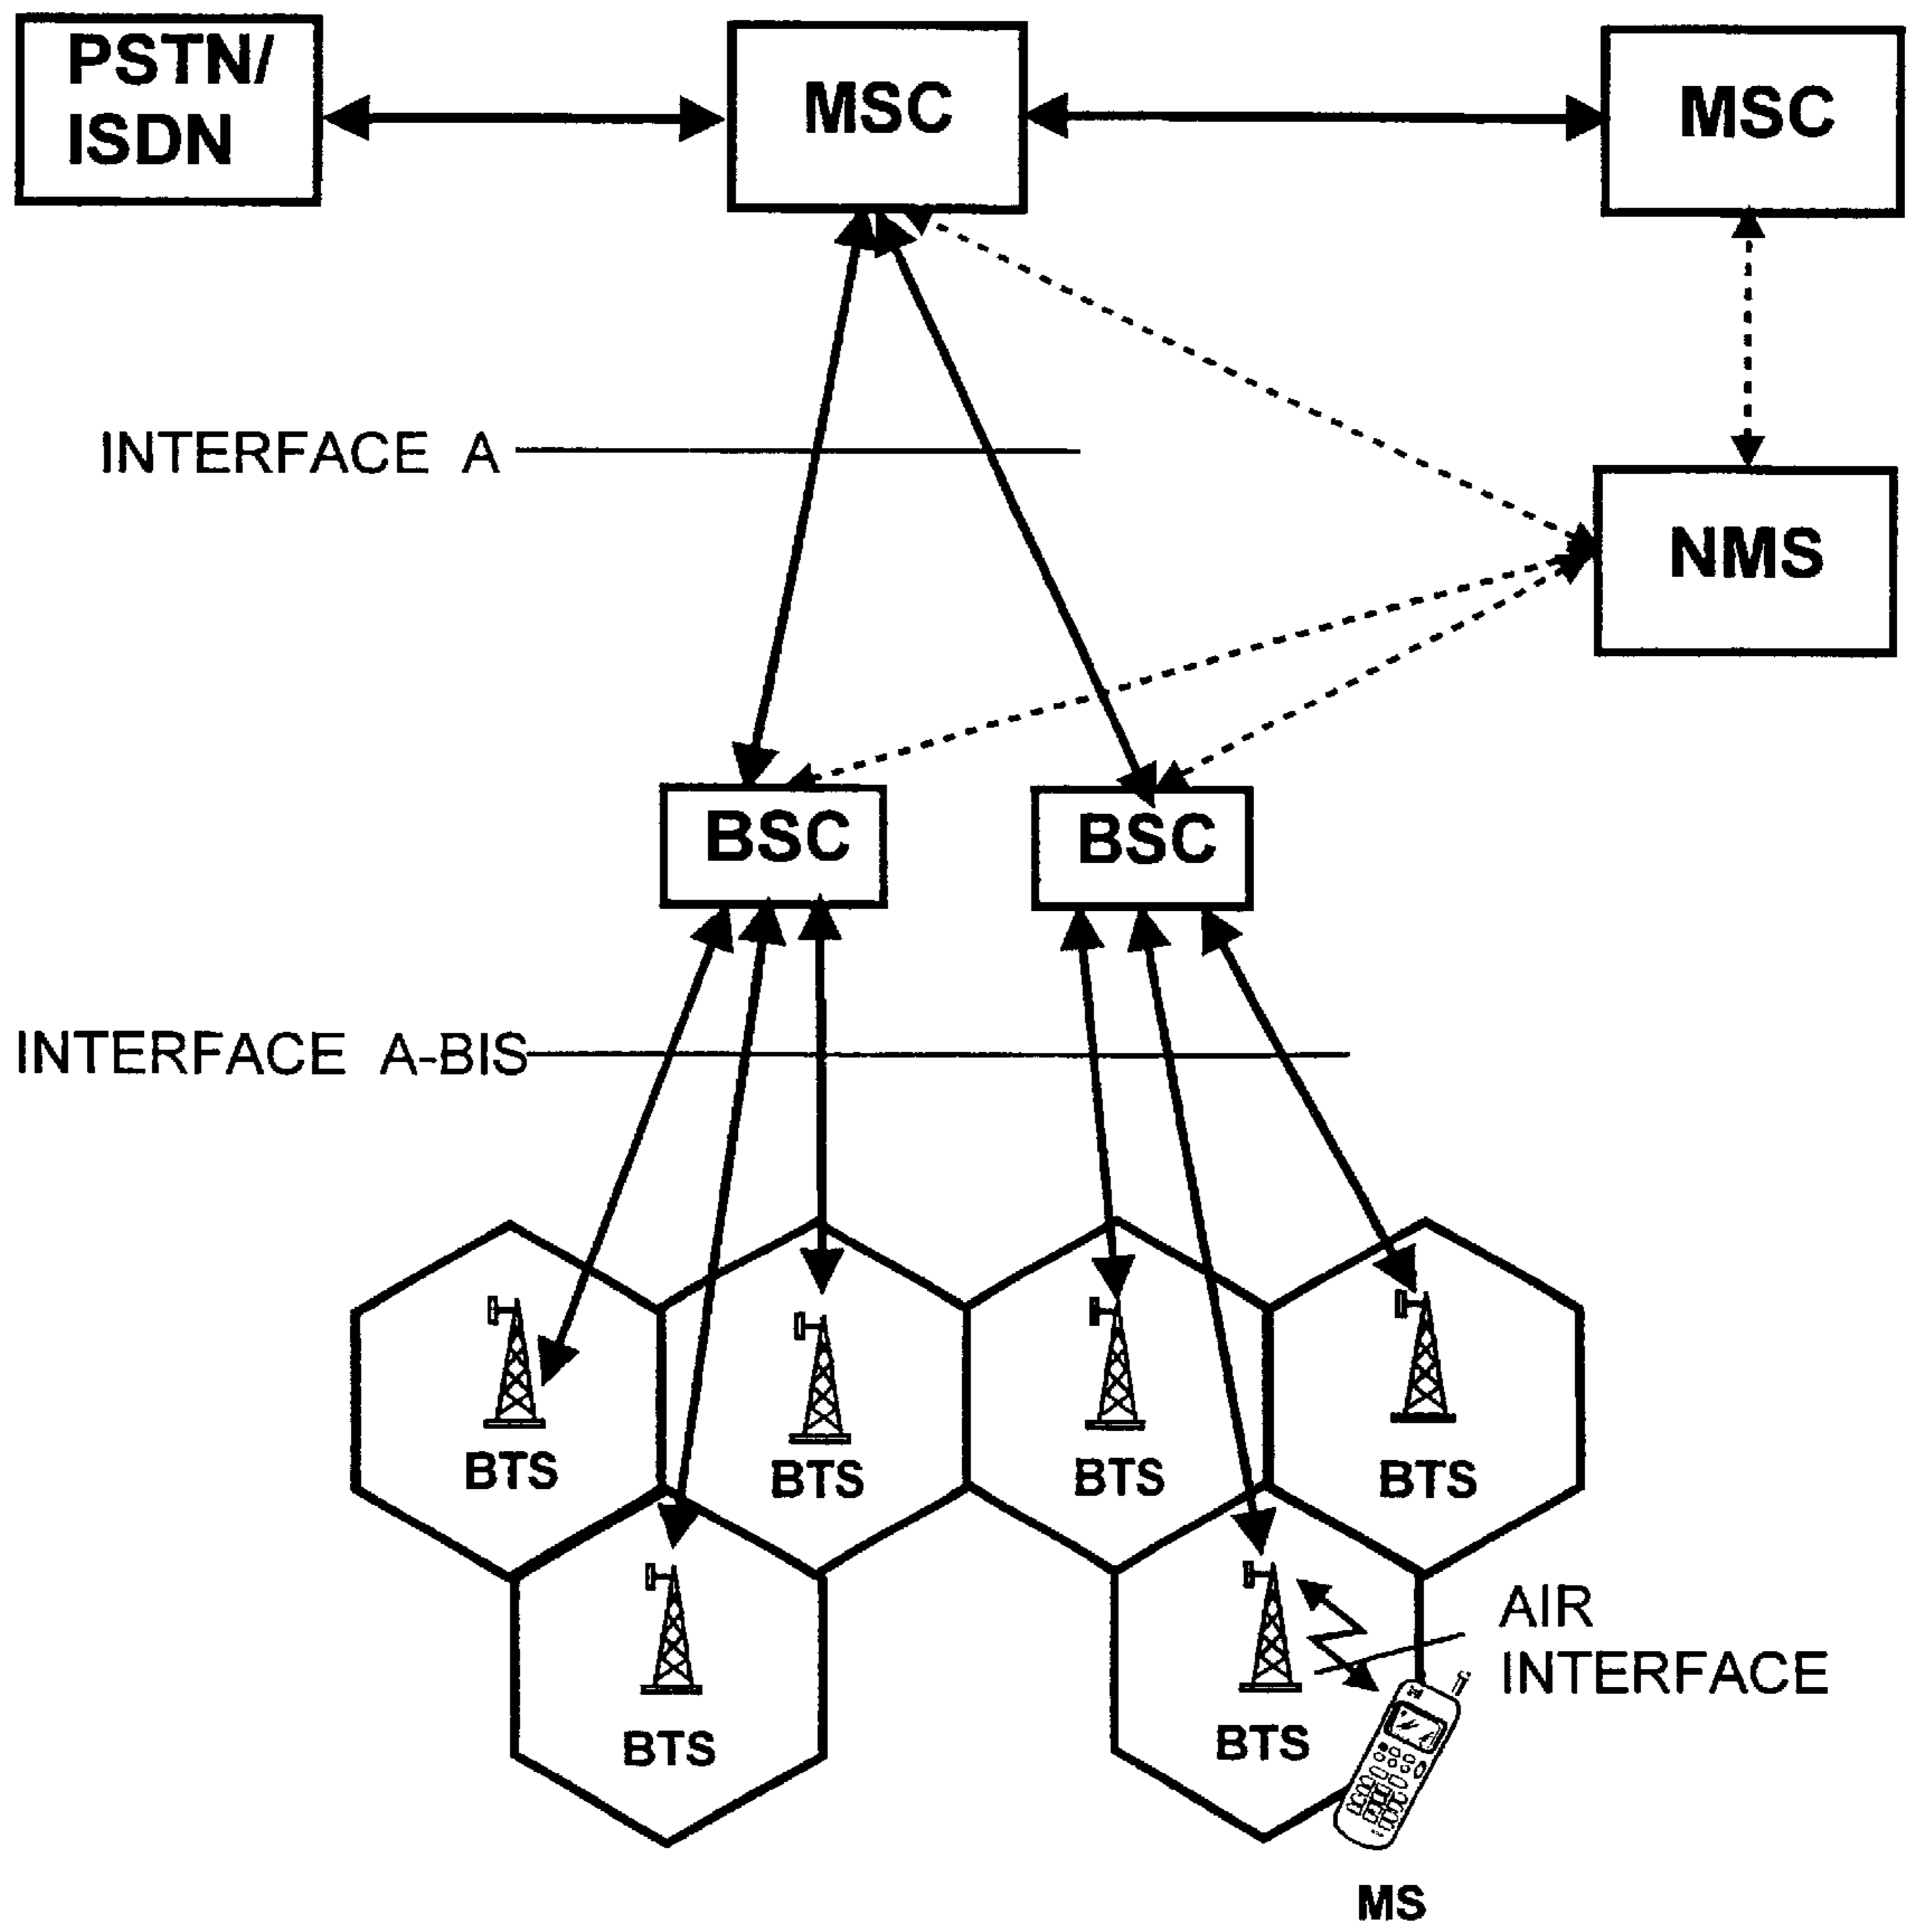 PSTN/
ISDN
MSC
MSC
INTERFACE A
NMS
BSC
BSC
INTERFACE A-BIS
BTS
BTS
BTS
BTS
AIR
INTERFACE
BTS
BTS
MS